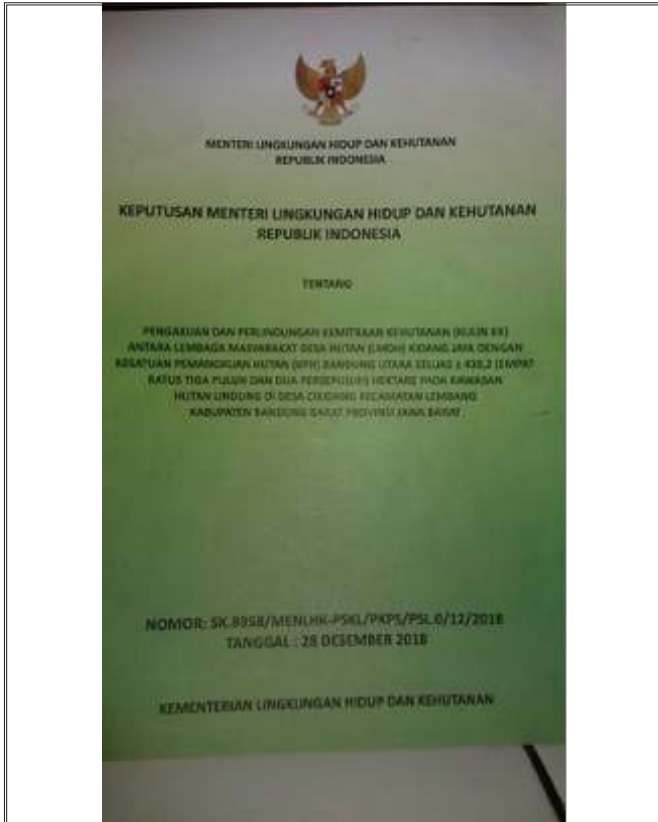 MENTERI LINGKUNGAN HIDUP DAN KEHUTANAN
REPUBLIK INDONESIA
KEPUTUSAN MENTERI LINGKUNGAN HIDUP DAN KEHUTANAN
REPUBLIK INDONESIA
TENTANG
PENGAKUAN DAN PERLINDUNGAN KEMITRAAN KEHUTANAN (KULIN KK)
ANTARA LEMBAGA MASYARAKAT DESA HUTAN (LMDH) KIDANG JAYA DENGAN
KESATUAN PEMANGKUAN HUTAN (KPH) BANDUNG UTARA SELUAS ± 430,2 (EMPAT
RATUS TIGA PULUH DAN DUA PERSEPULUH) HEKTARE PADA KAWASAN
HUTAN LINDUNG DI DESA CIKIDANG KECAMATAN LEMBANG
KABUPATEN BANDUNG BARAT PROVINSI JAWA BARAT
NOMOR: SK.8958/MENLHK-PSKL/PKPS/PSL.0/12/2018
TANGGAL : 28 DESEMBER 2018
KEMENTERIAN LINGKUNGAN HIDUP DAN KEHUTANAN